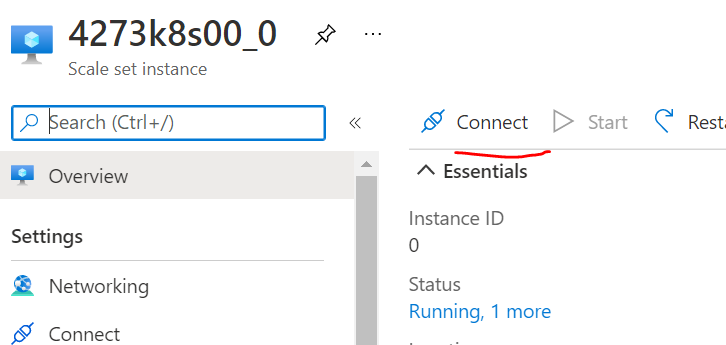 4273k8s00_0
Scale set instance
Search (Ctrl+/)
Overview
Settings
Networking
Connect
Connect Start Resta
Essentials
Instance ID
0
Status
Running, 1 more